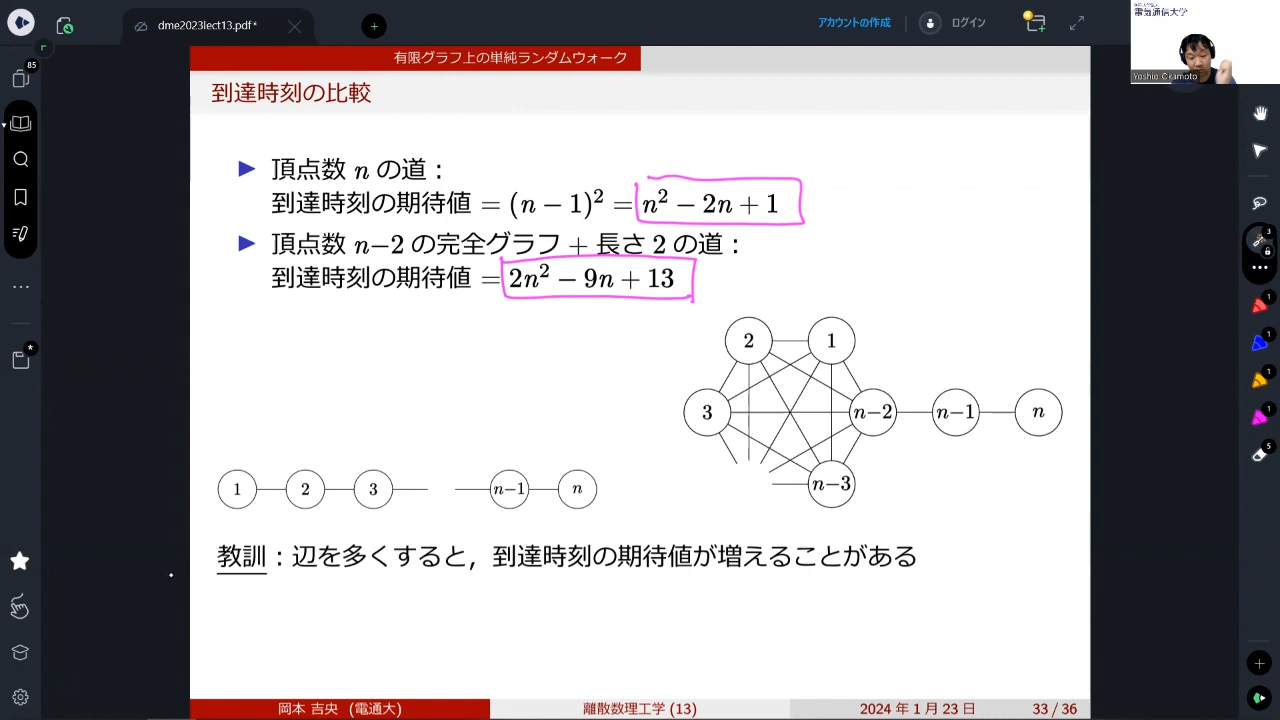 dme2023lect13.pdf*
アカウントの作成
ログイン
電気通信大学
Yoshio Okamoto
85
有限グラフ上の単純ランダムウォーク
到達時刻の比較
▶ 頂点数 n の道：
到達時刻の期待値 = (n − 1)² = n² − 2n + 1
▶ 頂点数 n−2 の完全グラフ + 長さ 2 の道：
到達時刻の期待値 = 2n² − 9n + 13
2 1
3 n−2 n−1 n
n−3
1 2 3 n−1 n
教訓：辺を多くすると，到達時刻の期待値が増えることがある
岡本 吉央 (電通大) 離散数理工学 (13) 2024 年 1 月 23 日 33 / 36
3
1
1
1
1
5